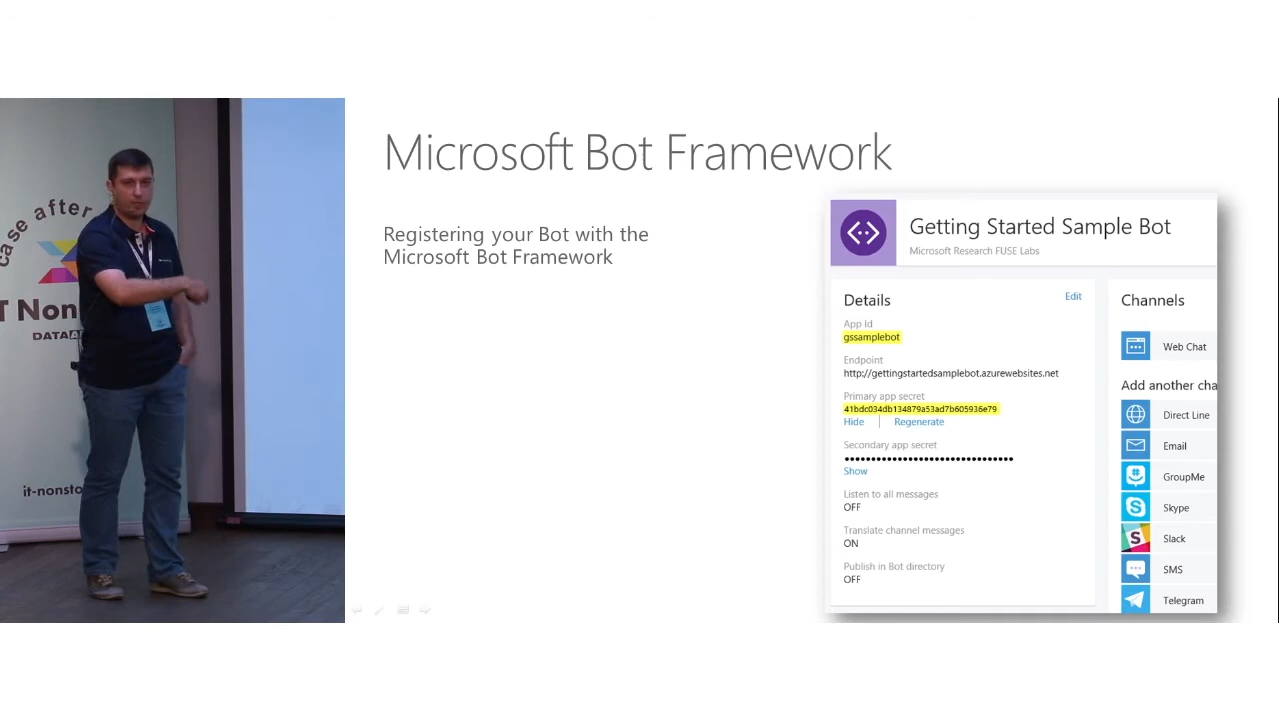 case after
T Non
DATAA
it-nonsto
Microsoft Bot Framework
Registering your Bot with the
Microsoft Bot Framework
Getting Started Sample Bot
Microsoft Research FUSE Labs
Details
Edit
App Id
gssamplebot
Endpoint
http://gettingstartedsamplebot.azurewebsites.net
Primary app secret
41bdc034db134879a53ad7b605936e79
Hide | Regenerate
Secondary app secret
••••••••••••••••••••••••••••••••
Show
Listen to all messages
OFF
Translate channel messages
ON
Publish in Bot directory
OFF
Channels
Web Chat
Add another cha
Direct Line
Email
GroupMe
Skype
Slack
SMS
Telegram